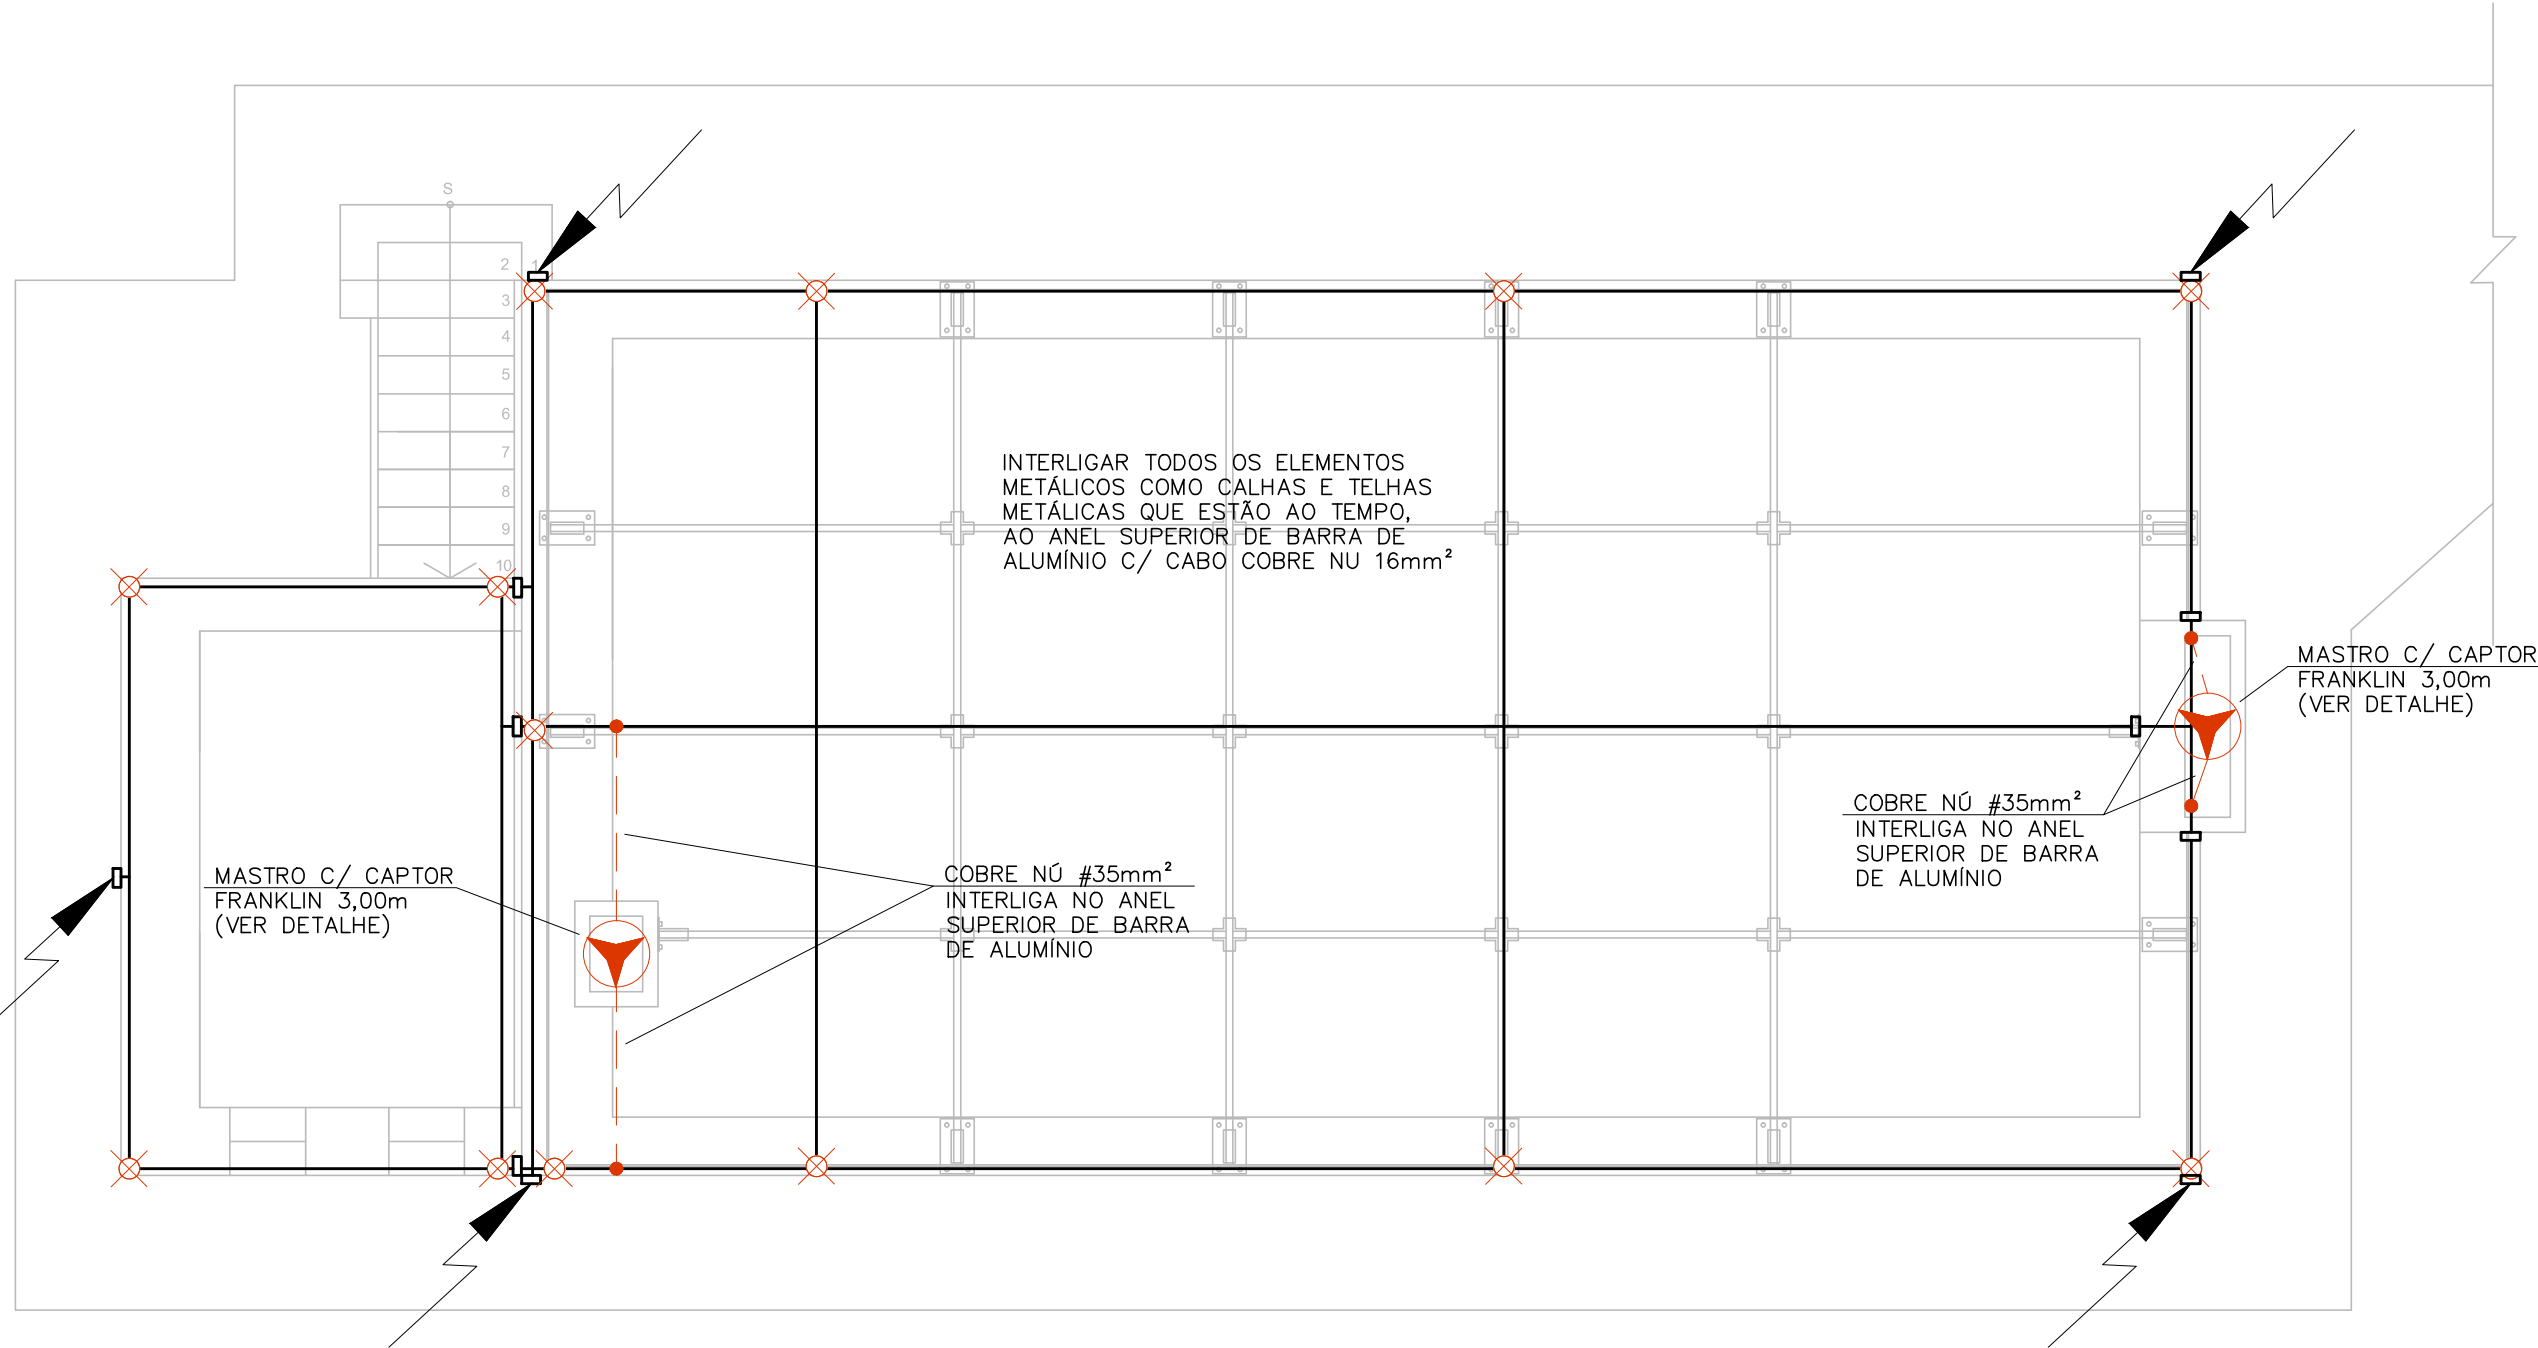 S
1
2
3
4
5
6
7
8
9
10
INTERLIGAR TODOS OS ELEMENTOS
METÁLICOS COMO CALHAS E TELHAS
METÁLICAS QUE ESTÃO AO TEMPO,
AO ANEL SUPERIOR DE BARRA DE
ALUMÍNIO C/ CABO COBRE NU 16mm²
MASTRO C/ CAPTOR
FRANKLIN 3,00m
(VER DETALHE)
COBRE NÚ #35mm²
INTERLIGA NO ANEL
SUPERIOR DE BARRA
DE ALUMÍNIO
MASTRO C/ CAPTOR
FRANKLIN 3,00m
(VER DETALHE)
COBRE NÚ #35mm²
INTERLIGA NO ANEL
SUPERIOR DE BARRA
DE ALUMÍNIO